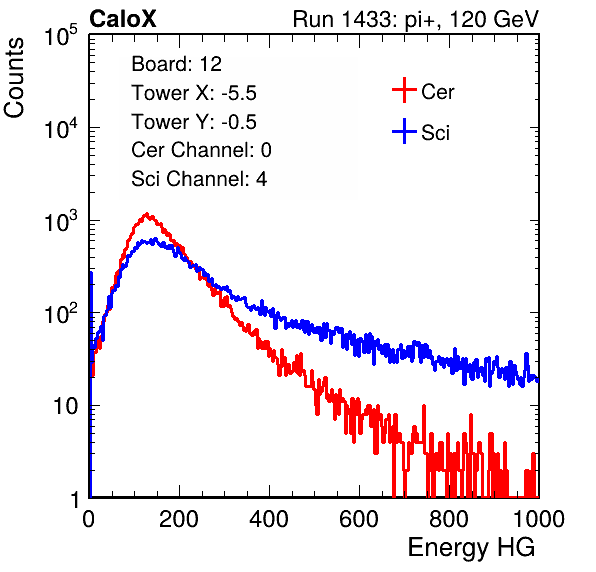 CaloX Run 1433: pi+, 120 GeV
Counts
10^5
10^4
10^3
10^2
10
1
Board: 12
Tower X: -5.5
Tower Y: -0.5
Cer Channel: 0
Sci Channel: 4
Cer
Sci
0 200 400 600 800 1000
Energy HG